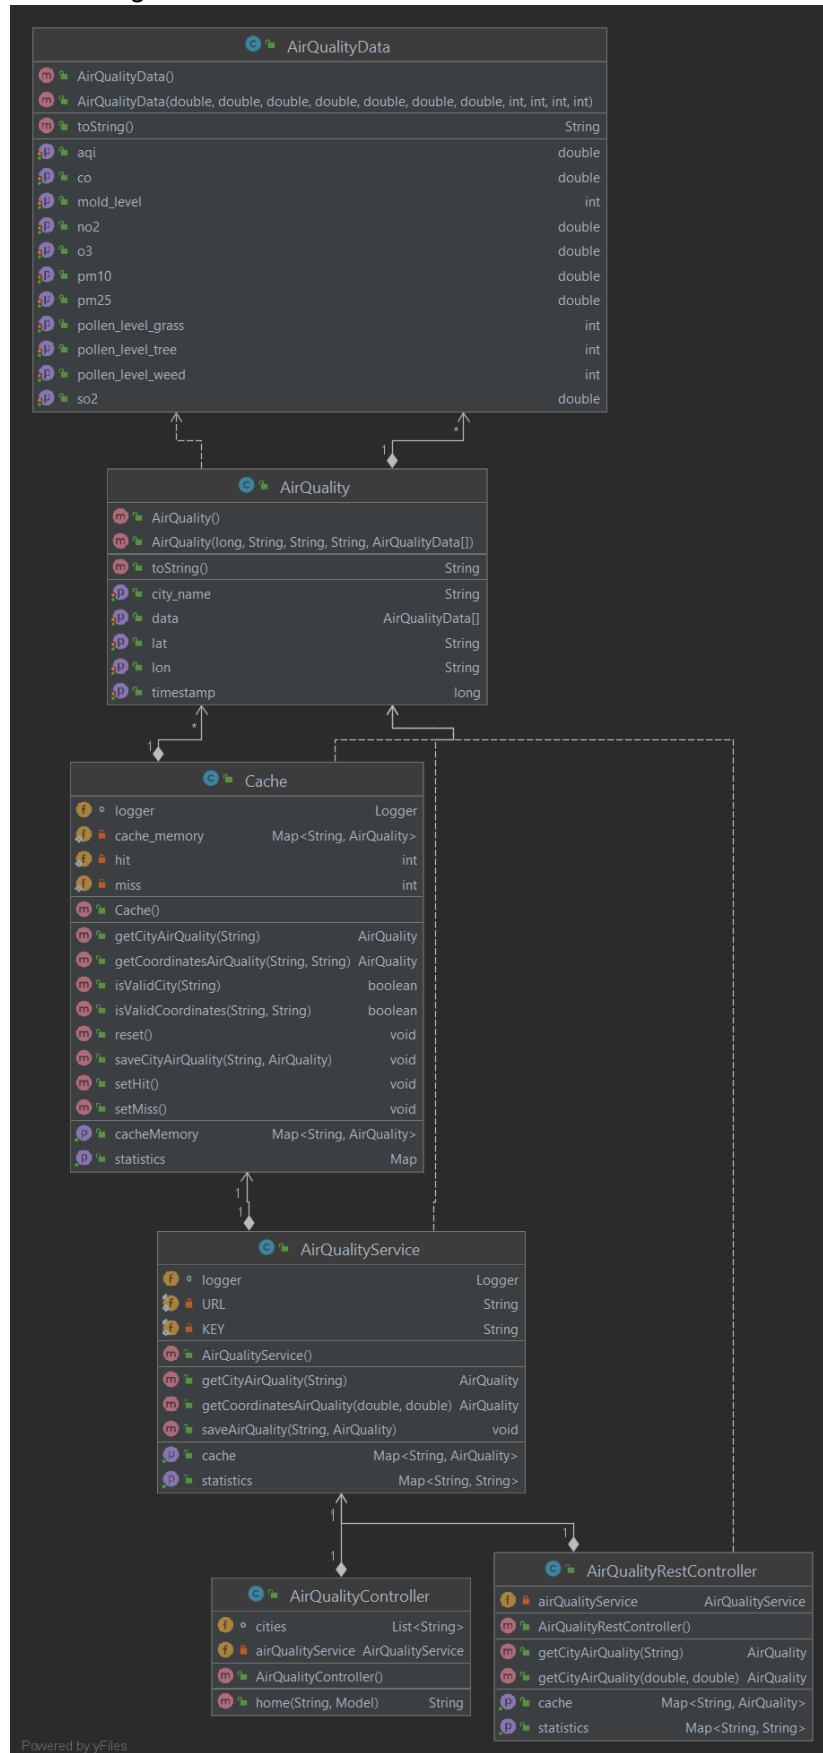 AirQualityData
AirQualityData()
AirQualityData(double, double, double, double, double, double, double, int, int, int, int)
toString() String
aqi double
co double
mold_level int
no2 double
o3 double
pm10 double
pm25 double
pollen_level_grass int
pollen_level_tree int
pollen_level_weed int
so2 double
*
1
AirQuality
AirQuality()
AirQuality(long, String, String, String, AirQualityData[])
toString() String
city_name String
data AirQualityData[]
lat String
lon String
timestamp long
*
1
Cache
logger Logger
cache_memory Map<String, AirQuality>
hit int
miss int
Cache()
getCityAirQuality(String) AirQuality
getCoordinatesAirQuality(String, String) AirQuality
isValidCity(String) boolean
isValidCoordinates(String, String) boolean
reset() void
saveCityAirQuality(String, AirQuality) void
setHit() void
setMiss() void
cacheMemory Map<String, AirQuality>
statistics Map
1
1
AirQualityService
logger Logger
URL String
KEY String
AirQualityService()
getCityAirQuality(String) AirQuality
getCoordinatesAirQuality(double, double) AirQuality
saveAirQuality(String, AirQuality) void
cache Map<String, AirQuality>
statistics Map<String, String>
1
1
1
AirQualityController
cities List<String>
airQualityService AirQualityService
AirQualityController()
home(String, Model) String
AirQualityRestController
airQualityService AirQualityService
AirQualityRestController()
getCityAirQuality(String) AirQuality
getCityAirQuality(double, double) AirQuality
cache Map<String, AirQuality>
statistics Map<String, String>
Powered by yFiles